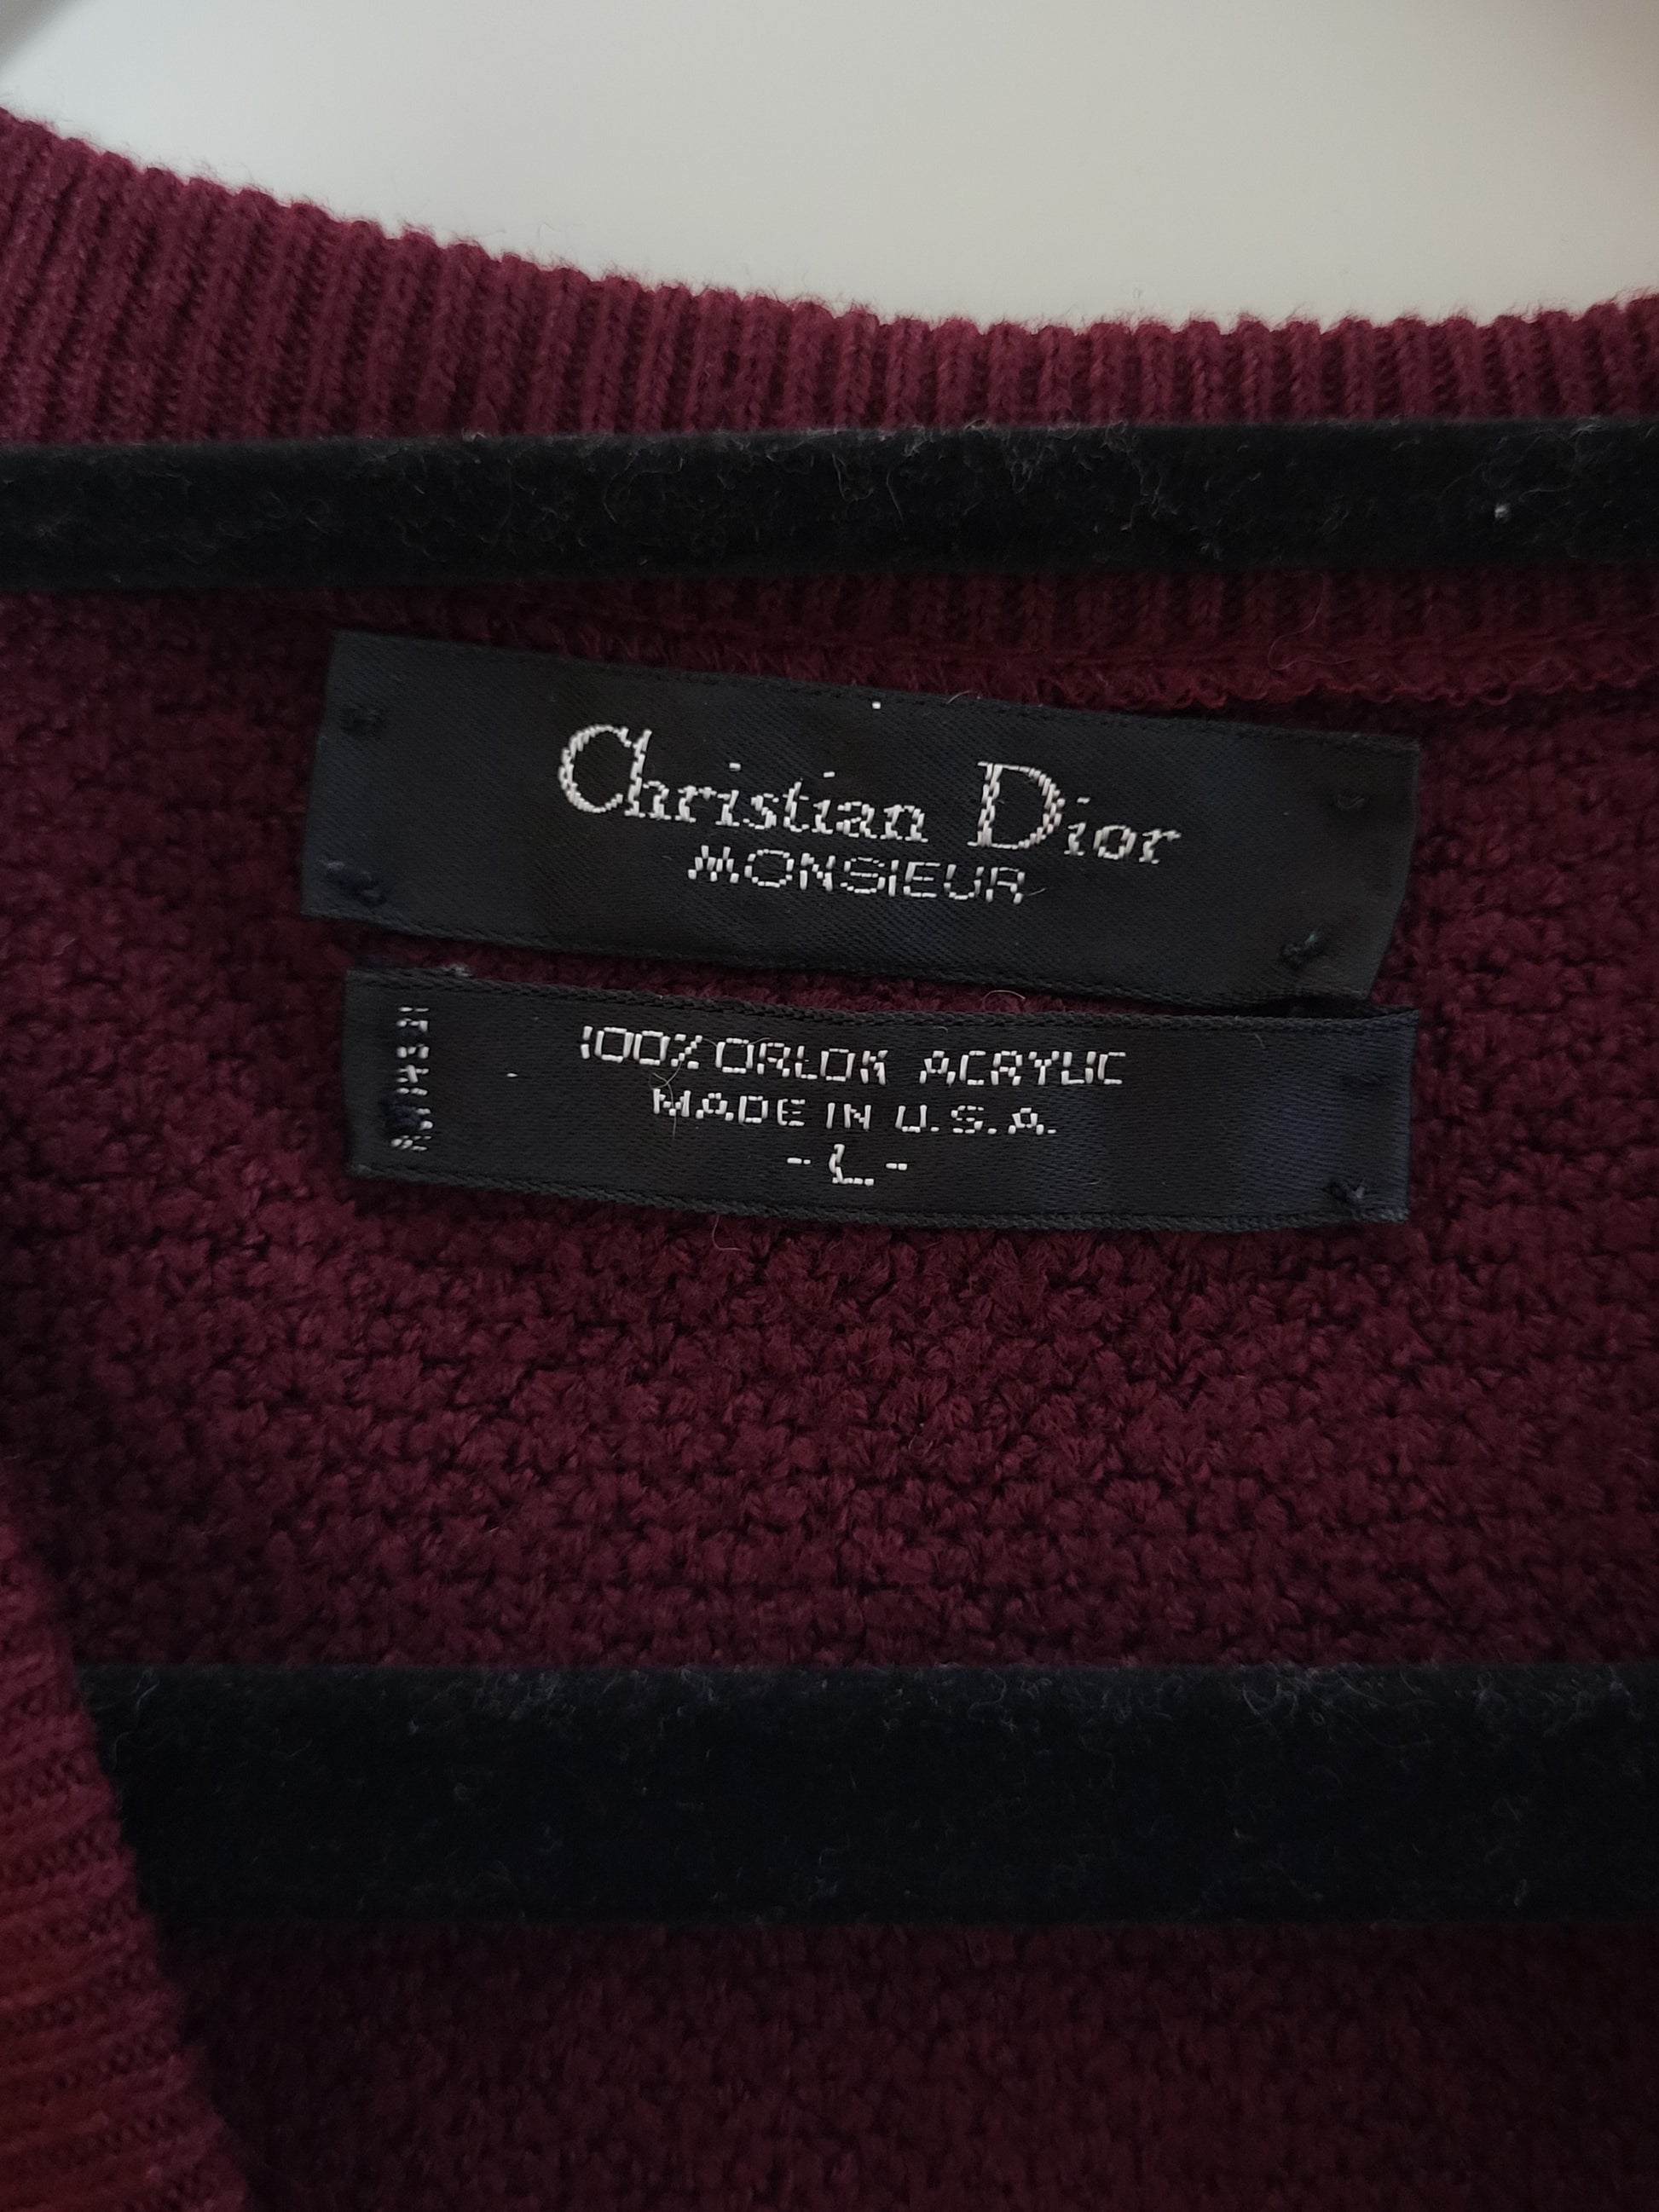 Christian Dior
MONSIEUR
100% ORLON ACRYLIC
MADE IN U.S.A.
- L -